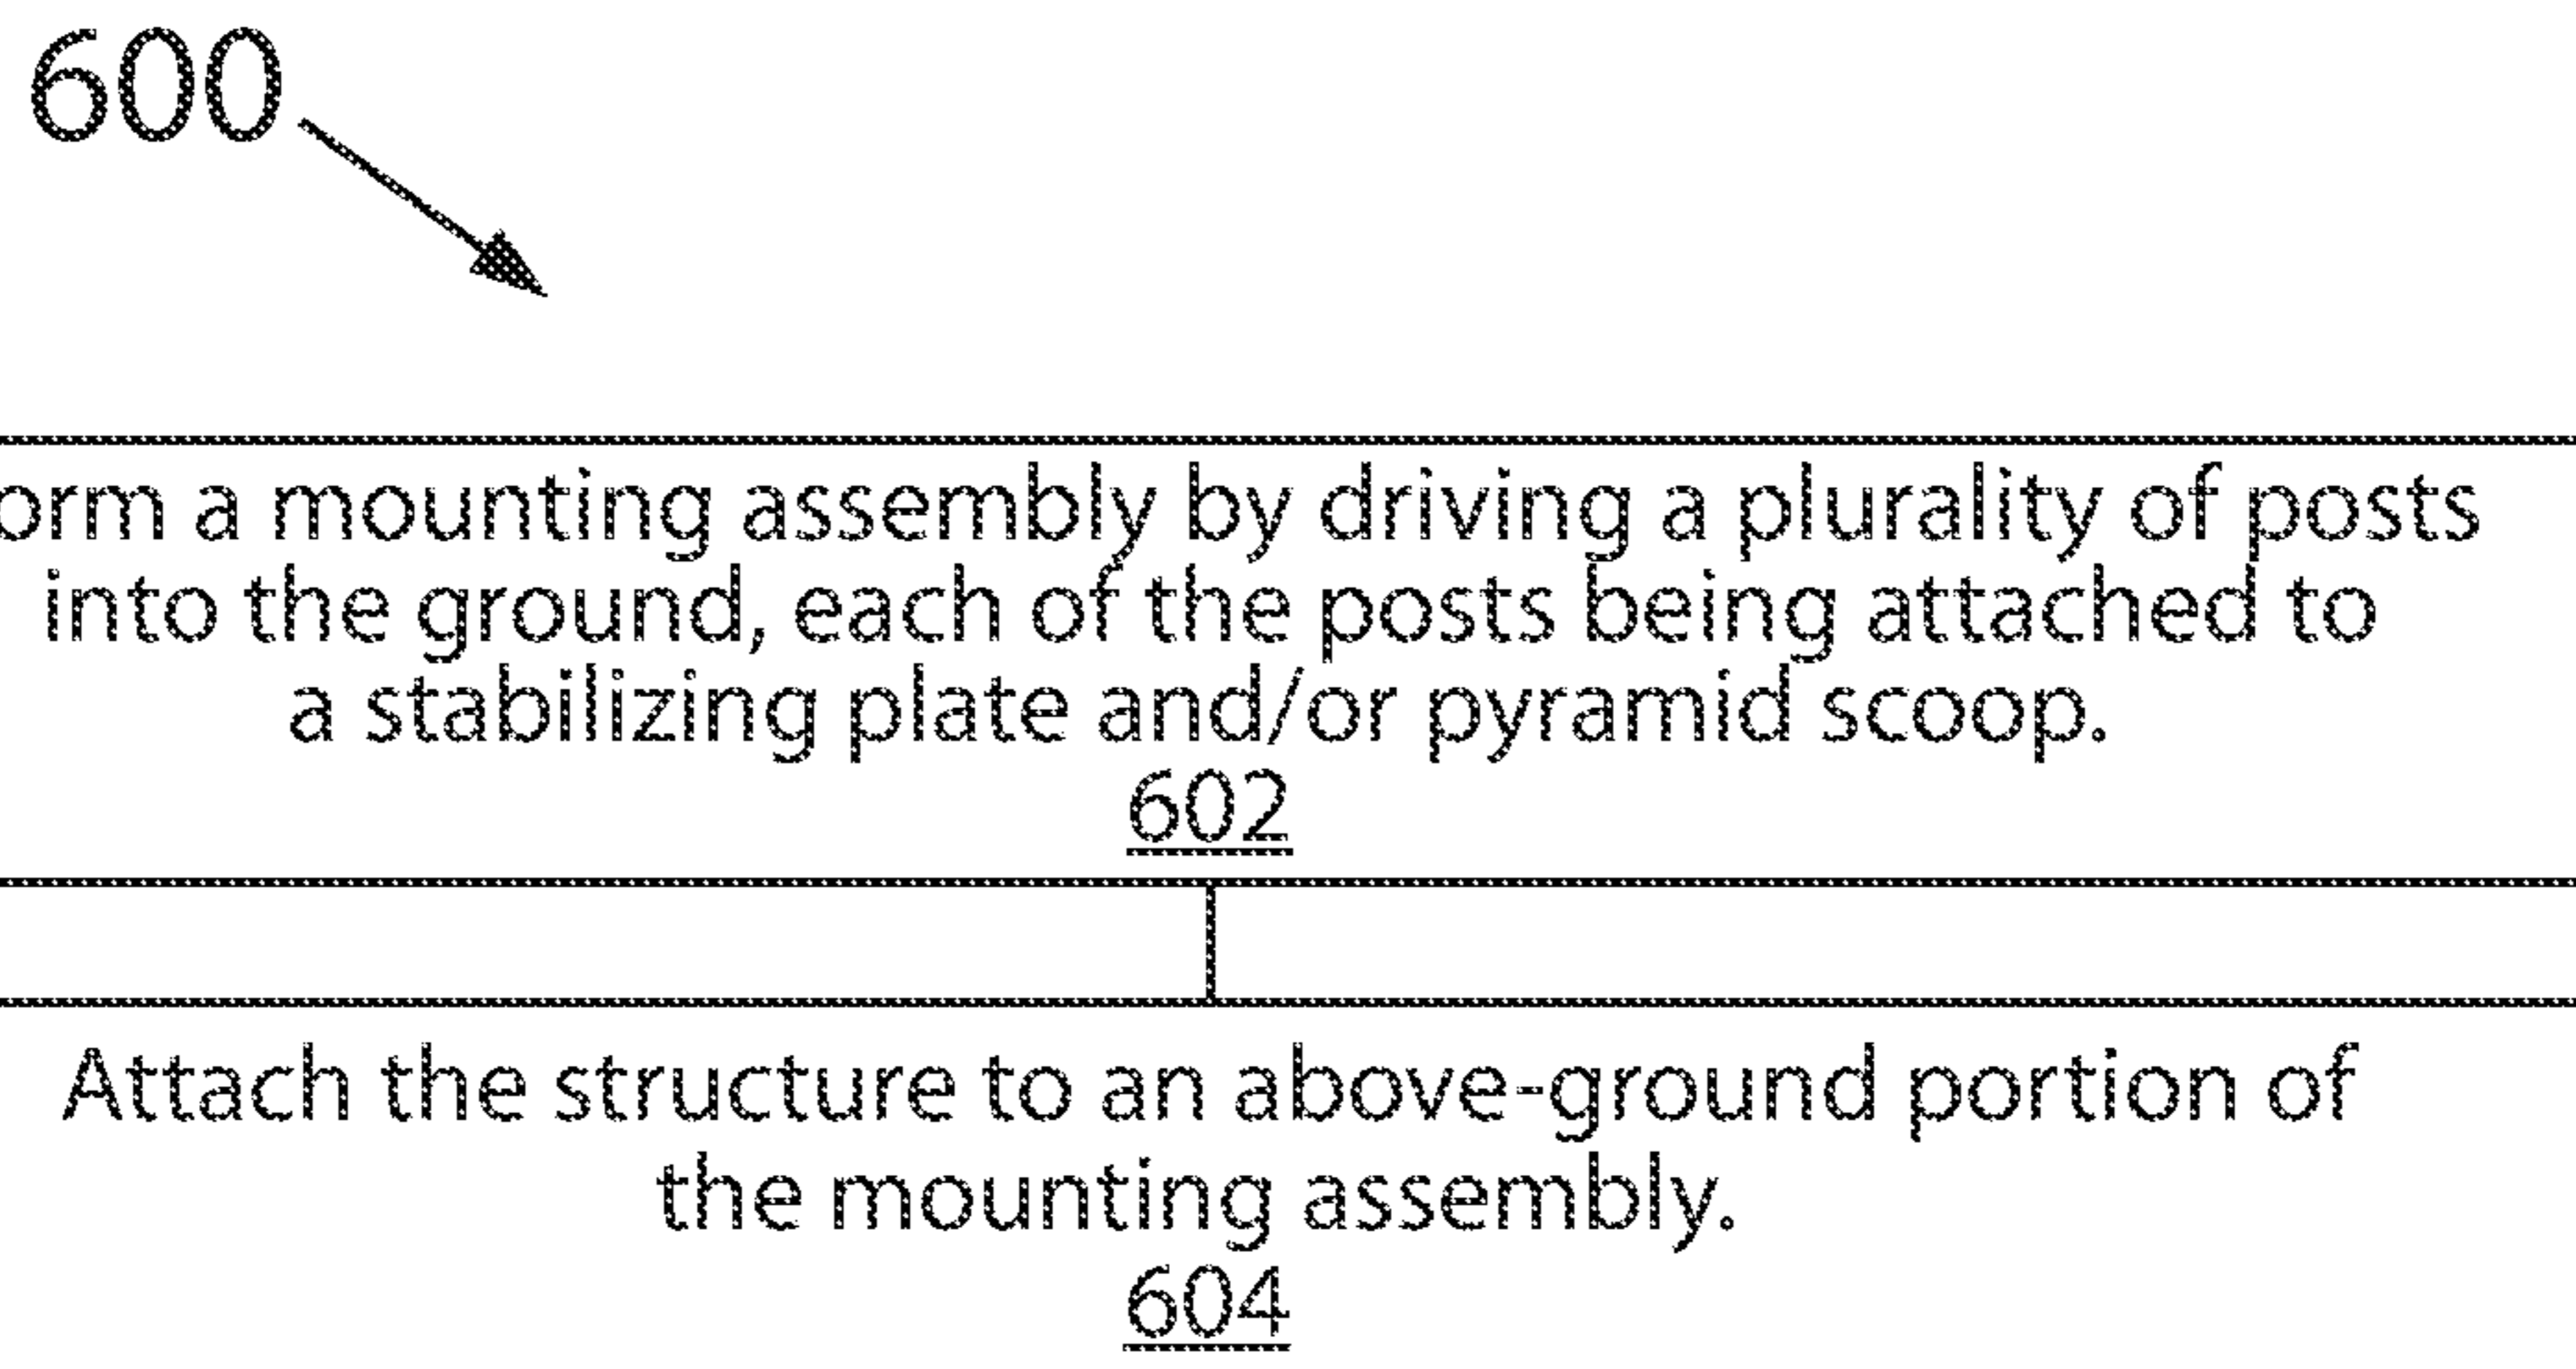 600
orm a mounting assembly by driving a plurality of posts
into the ground, each of the posts being attached to
a stabilizing plate and/or pyramid scoop.
602
Attach the structure to an above-ground portion of
the mounting assembly.
604